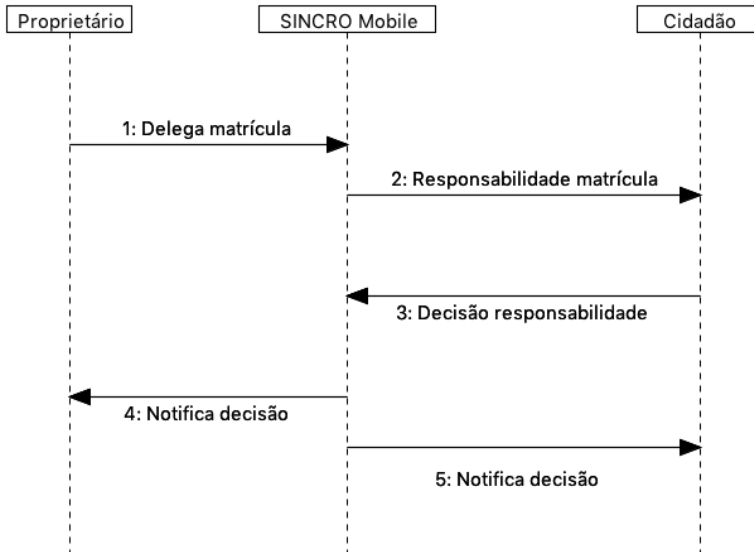 Proprietário
SINCRO Mobile
Cidadão
1: Delega matrícula
2: Responsabilidade matrícula
3: Decisão responsabilidade
4: Notifica decisão
5: Notifica decisão